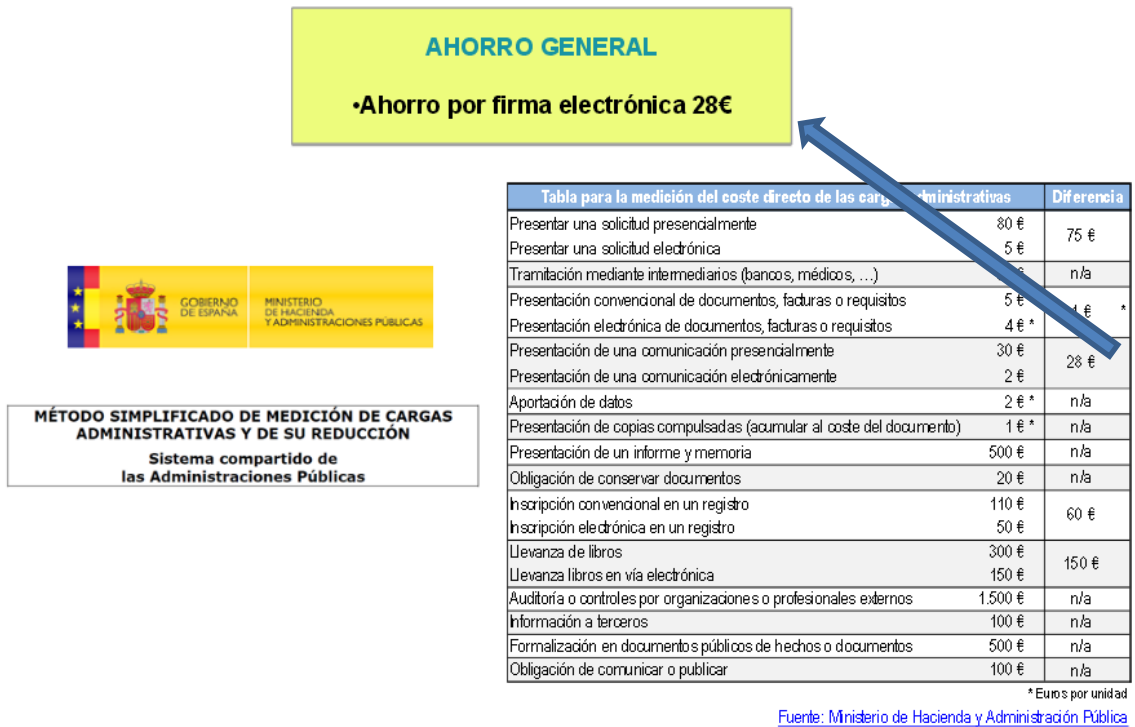 AHORRO GENERAL
•Ahorro por firma electrónica 28€
GOBIERNO
DE ESPAÑA
MINISTERIO
DE HACIENDA
Y ADMINISTRACIONES PÚBLICAS
MÉTODO SIMPLIFICADO DE MEDICIÓN DE CARGAS
ADMINISTRATIVAS Y DE SU REDUCCIÓN
Sistema compartido de
las Administraciones Públicas
Tabla para la medición del coste directo de las Diferencia
Presentar una solicitud presencialmente 80 €
75 €
Presentar una solicitud electrónica 5 €
Tramitación mediante intermediarios (bancos, médicos, …) € n/a
Presentación convencional de documentos, facturas o requisitos 5 €
€ *
Presentación electrónica de documentos, facturas o requisitos 4 € *
Presentación de una comunicación presencialmente 30 €
28 €
Presentación de una comunicación electrónicamente 2 €
Aportación de datos 2 € * n/a
Presentación de copias compulsadas (acumular al coste del documento) 1 € * n/a
Presentación de un informe y memoria 500 € n/a
Obligación de conservar documentos 20 € n/a
Inscripción convencional en un registro 110 €
60 €
Inscripción electrónica en un registro 50 €
Llevanza de libros 300 €
150 €
Llevanza libros en vía electrónica 150 €
Auditoría o controles por organizaciones o profesionales externos 1.500 € n/a
Información a terceros 100 € n/a
Formalización en documentos públicos de hechos o documentos 500 € n/a
Obligación de comunicar o publicar 100 € n/a
* Euros por unidad
Fuente: Ministerio de Hacienda y Administración Pública